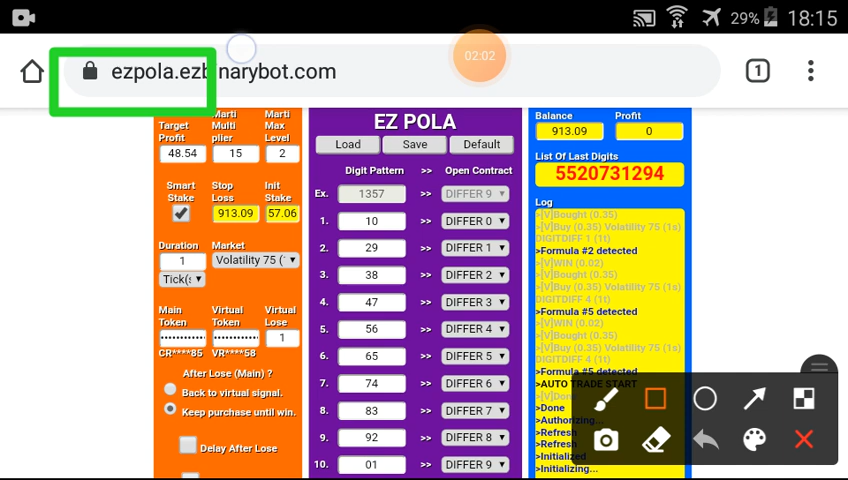 29% 18:15
ezpola.ezbinarybot.com 1
02:02
Target Profit
Marti Multi plier
Marti Max Level
48.54 15 2
Smart Stake
Stop Loss
Init Stake
913.09 57.06
Duration Market
1 Volatility 75 (
Tick(s
Main Token
Virtual Token
Virtual Lose
•••••••••••• •••••••••••• 1
CR****85 VR****58
After Lose (Main) ?
Back to virtual signal.
Keep purchase until win.
Delay After Lose
EZ POLA
Load Save Default
Digit Pattern >> Open Contract
Ex. 1357 >> DIFFER 9
1. 10 >> DIFFER 0
2. 29 >> DIFFER 1
3. 38 >> DIFFER 2
4. 47 >> DIFFER 3
5. 56 >> DIFFER 4
6. 65 >> DIFFER 5
7. 74 >> DIFFER 6
8. 83 >> DIFFER 7
9. 92 >> DIFFER 8
10. 01 >> DIFFER 9
Balance Profit
913.09 0
List Of Last Digits
5520731294
Log
>[V]Bought (0.35)
>[V]Buy (0.35) Volatility 75 (1s)
DIGITDIFF 1 (1t)
>Formula #2 detected
>[V]WIN (0.02)
>[V]Bought (0.35)
>[V]Buy (0.35) Volatility 75 (1s)
DIGITDIFF 4 (1t)
>Formula #5 detected
>[V]WIN (0.02)
>[V]Bought (0.35)
>[V]Buy (0.35) Volatility 75 (1s)
DIGITDIFF 4 (1t)
>Formula #5 detected
>AUTO TRADE START
>[V]Done
>Done
>Authorizing...
>Refresh
>Refresh
>Initialized
>Initializing...